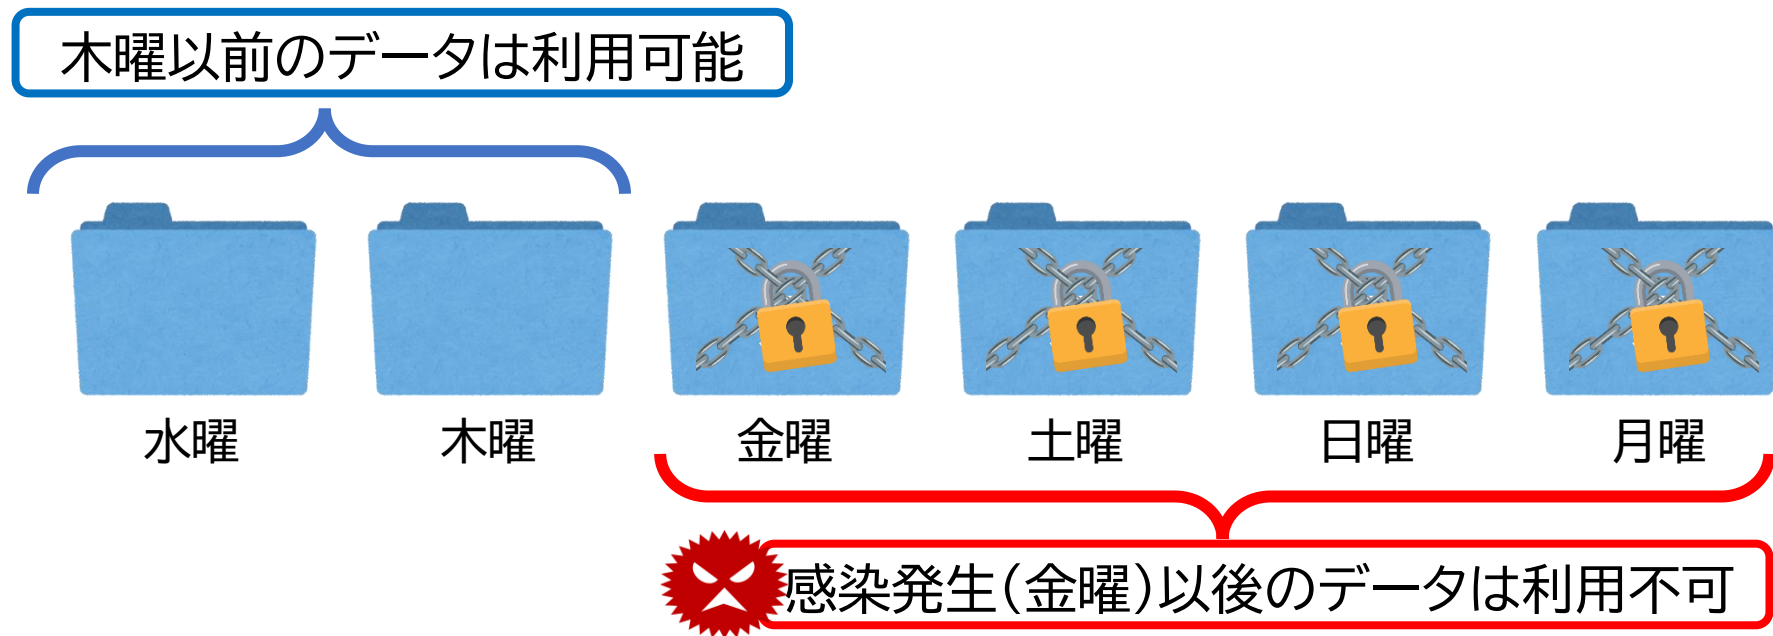 木曜以前のデータは利用可能
水曜
木曜
金曜
土曜
日曜
月曜
感染発生(金曜)以後のデータは利用不可